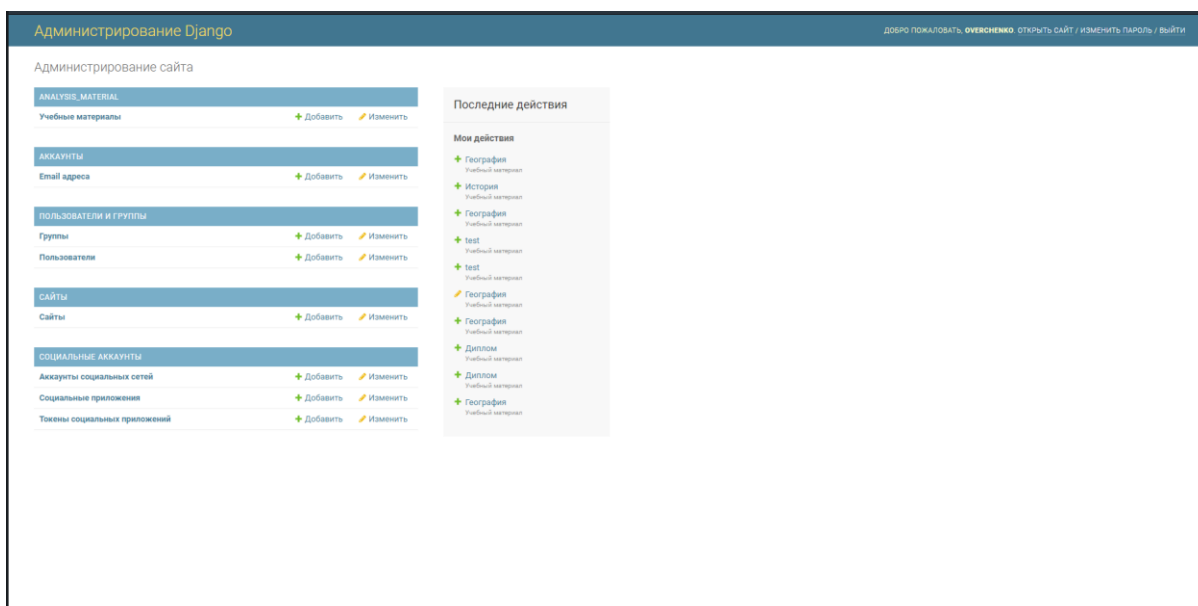 Администрирование Django
ДОБРО ПОЖАЛОВАТЬ, OVERCHENKO. ОТКРЫТЬ САЙТ / ИЗМЕНИТЬ ПАРОЛЬ / ВЫЙТИ
Администрирование сайта
ANALYSIS_MATERIAL
Учебные материалы Добавить Изменить
АККАУНТЫ
Email адреса Добавить Изменить
ПОЛЬЗОВАТЕЛИ И ГРУППЫ
Группы Добавить Изменить
Пользователи Добавить Изменить
САЙТЫ
Сайты Добавить Изменить
СОЦИАЛЬНЫЕ АККАУНТЫ
Аккаунты социальных сетей Добавить Изменить
Социальные приложения Добавить Изменить
Токены социальных приложений Добавить Изменить
Последние действия
Мои действия
География
Учебный материал
История
Учебный материал
География
Учебный материал
test
Учебный материал
test
Учебный материал
География
Учебный материал
География
Учебный материал
Диплом
Учебный материал
Диплом
Учебный материал
География
Учебный материал